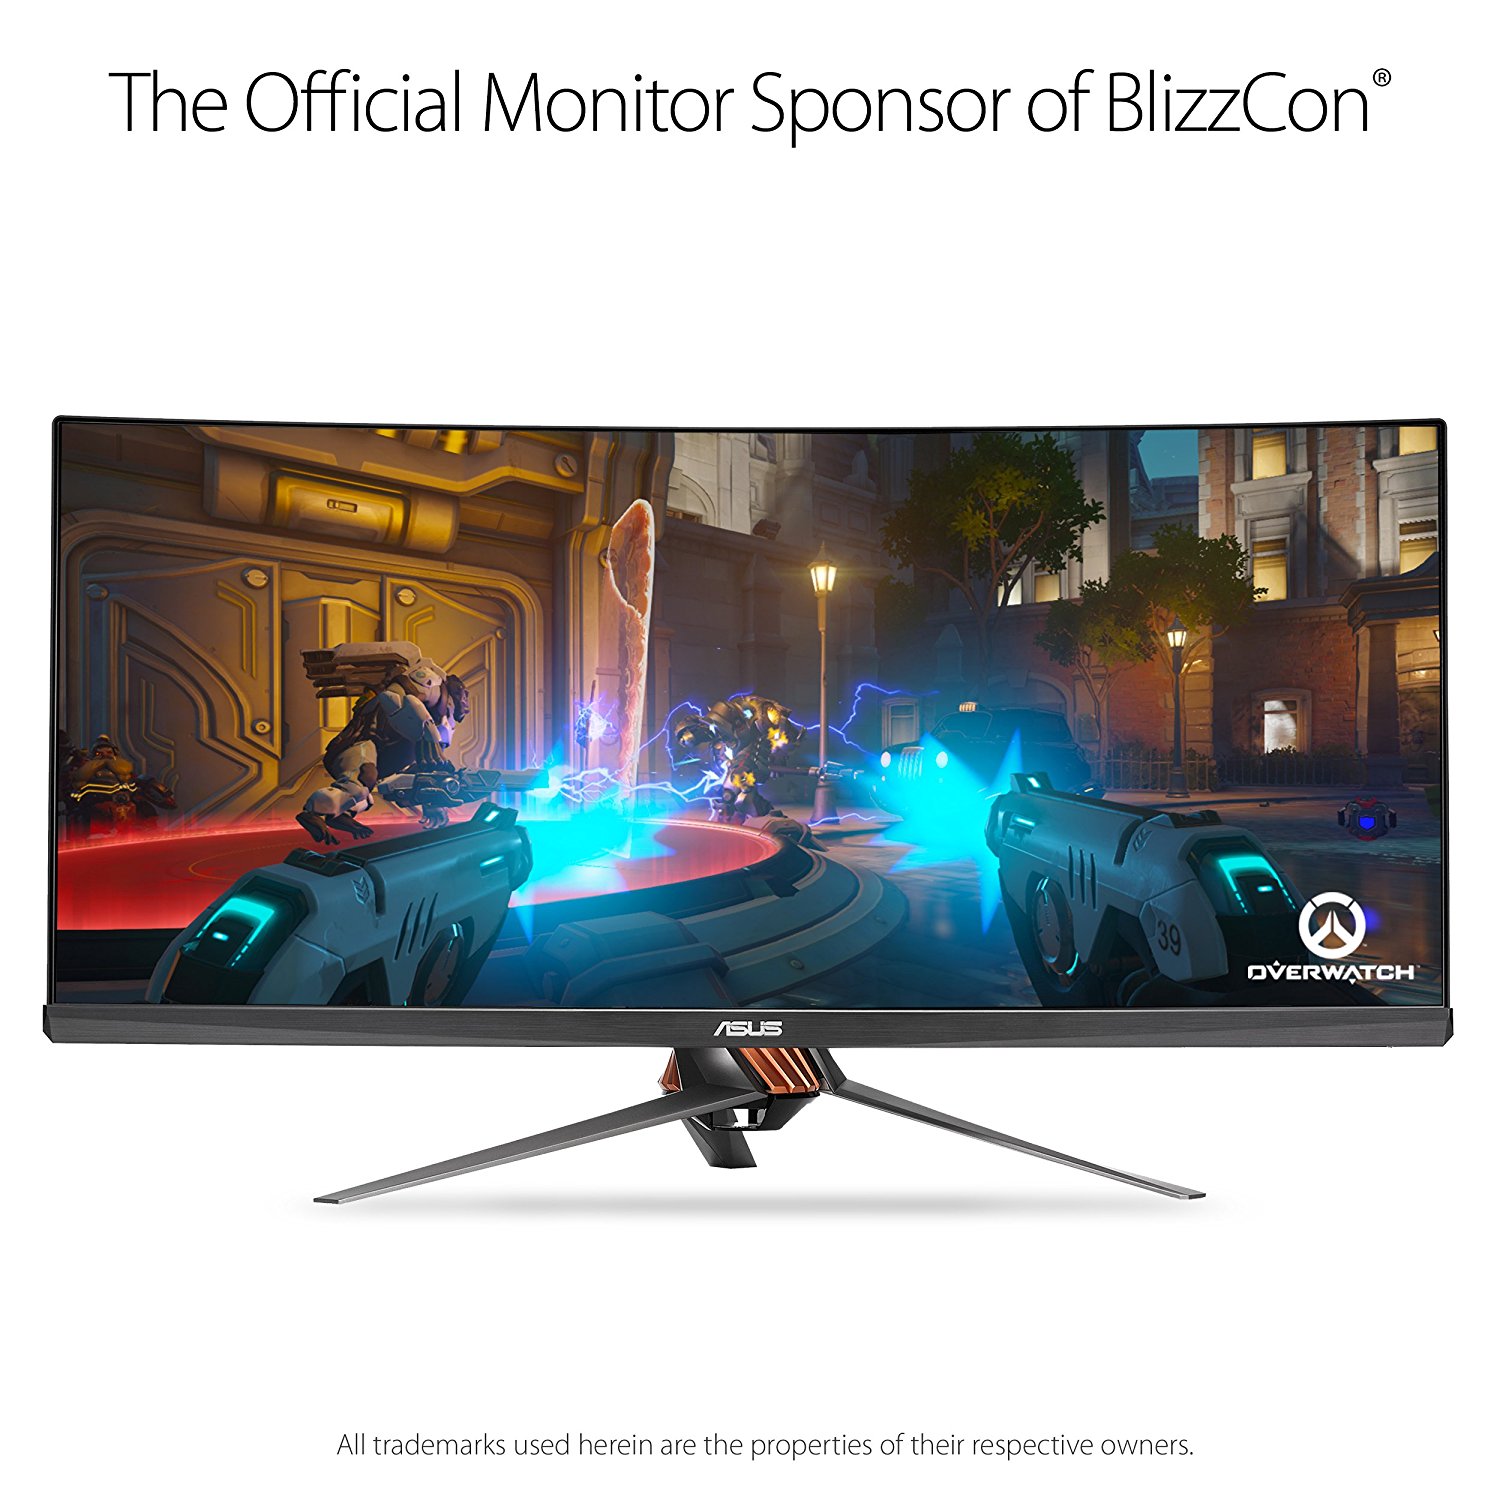 The Official Monitor Sponsor of BlizzCon®
39
OVERWATCH
ASUS
All trademarks used herein are the properties of their respective owners.